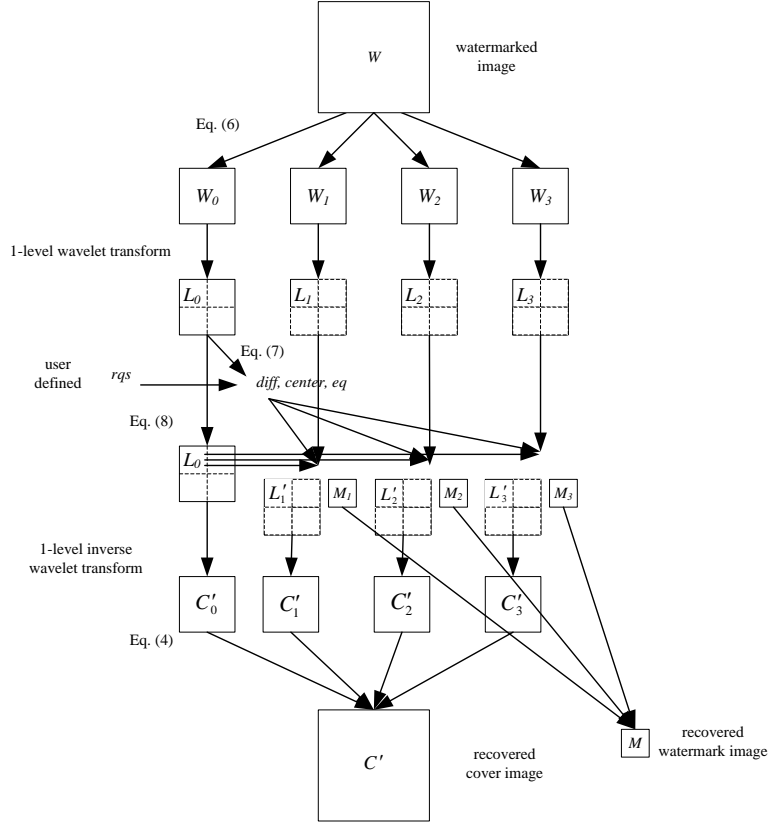 W
watermarked
image
Eq. (6)
W0 W1 W2 W3
1-level wavelet transform
L0 L1 L2 L3
Eq. (7)
user
defined
rqs
diff, center, eq
Eq. (8)
L0
L′1 M1 L′2 M2 L′3 M3
1-level inverse
wavelet transform
C′0 C′1 C′2 C′3
Eq. (4)
C′
recovered
cover image
M
recovered
watermark image